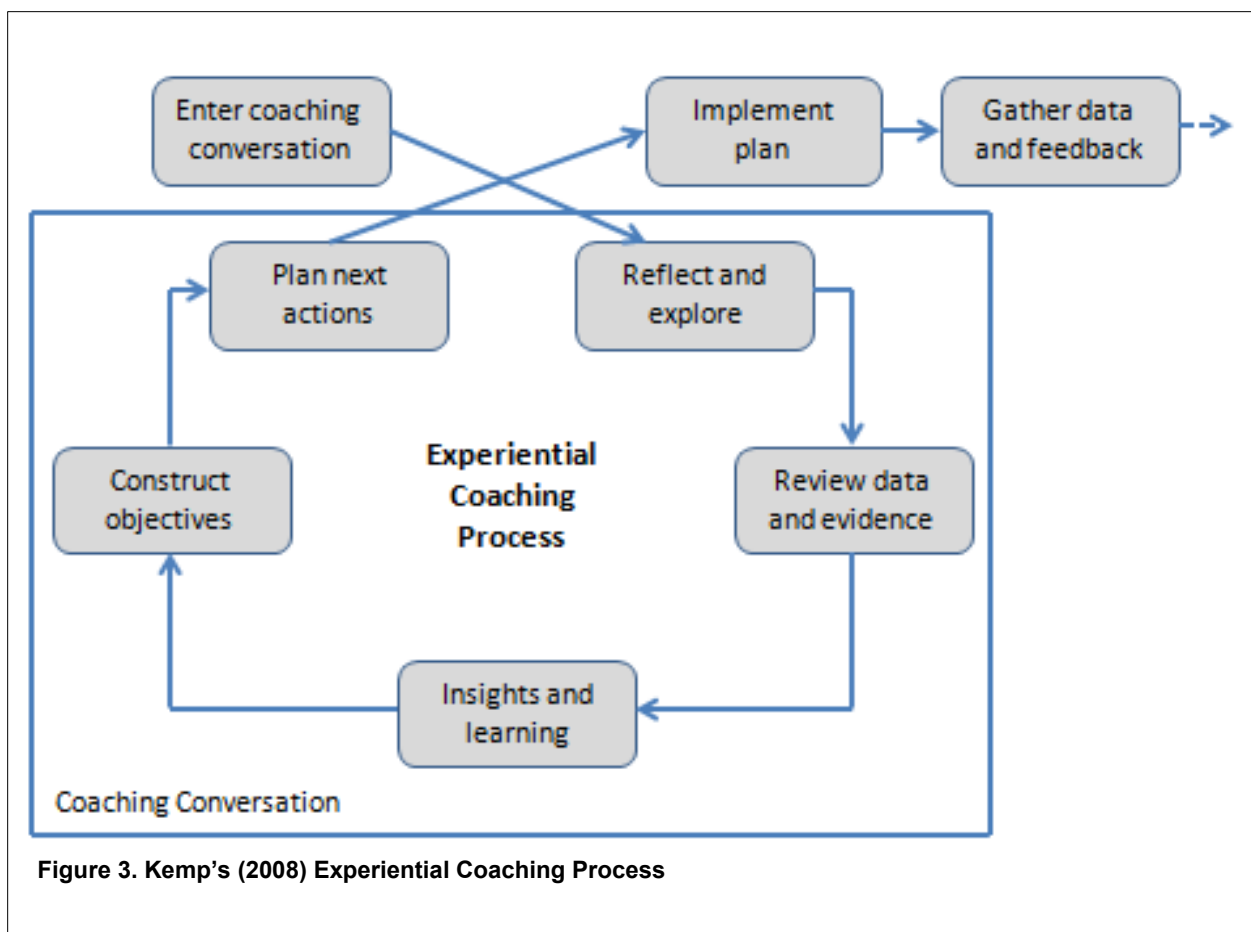 Enter coaching
conversation
Implement
plan
Gather data
and feedback
Plan next
actions
Reflect and
explore
Construct
objectives
Experiential
Coaching
Process
Review data
and evidence
Insights and
learning
Coaching Conversation
Figure 3. Kemp’s (2008) Experiential Coaching Process